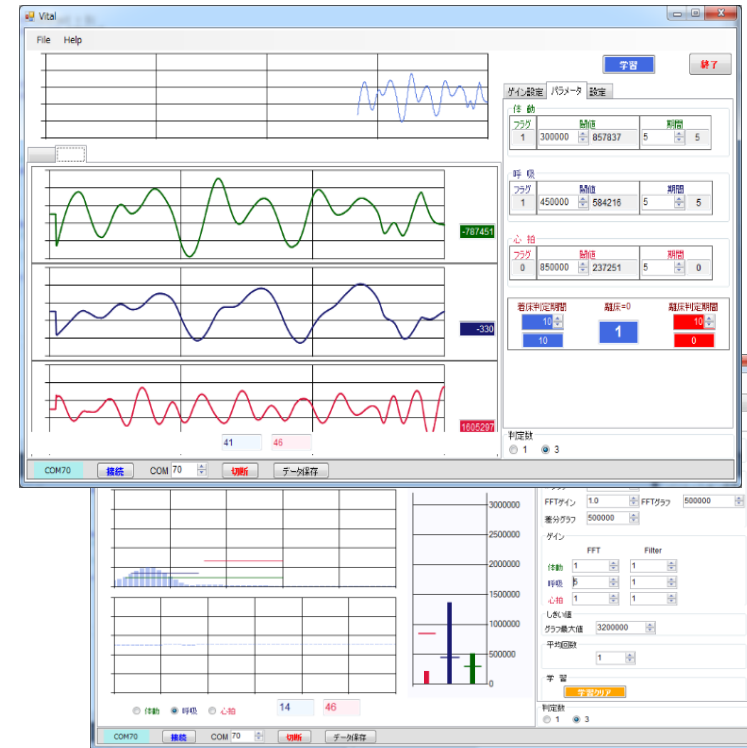 Vital
File Help
学習 終了
ゲイン設定 パラメータ 設定
体 動
フラグ 閾値 期間
1 300000 857837 5 5
呼 吸
フラグ 閾値 期間
1 450000 584216 5 5
心 拍
フラグ 閾値 期間
0 850000 237251 5 0
着床判定期間 離床=0 離床判定期間
10 1 10
10 0
-787451
-330
1605297
41 46
判定数
1 3
COM70 接続 COM 70 切断 データ保存
FFTゲイン 1.0 FFTグラフ 500000
差分グラフ 500000
ゲイン
FFT Filter
体動 1 1
呼吸 5 1
心拍 1 1
しきい値
グラフ最大値 3200000
平均回数
1
学 習
学習クリア
3000000
2500000
2000000
1500000
1000000
500000
0
体動 呼吸 心拍 14 46
判定数
1 3
COM70 接続 COM 70 切断 データ保存